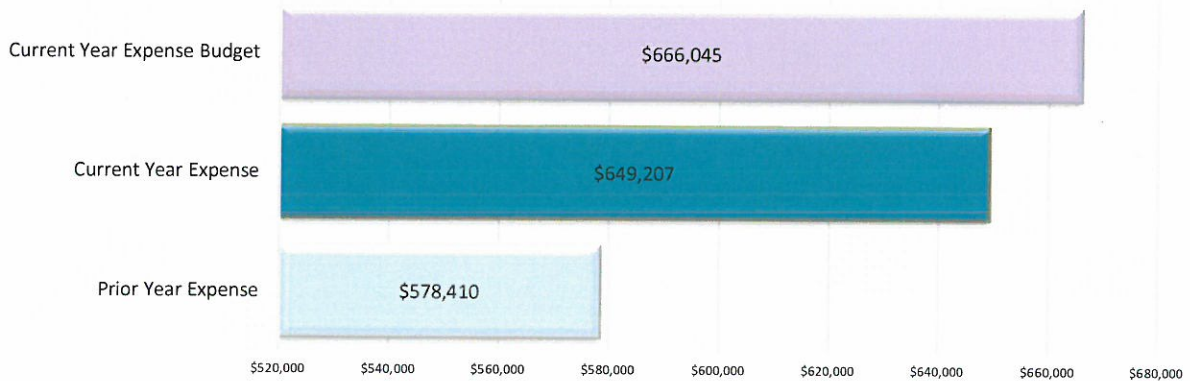 Current Year Expense Budget
$666,045
Current Year Expense
$649,207
Prior Year Expense
$578,410
$520,000 $540,000 $560,000 $580,000 $600,000 $620,000 $640,000 $660,000 $680,000